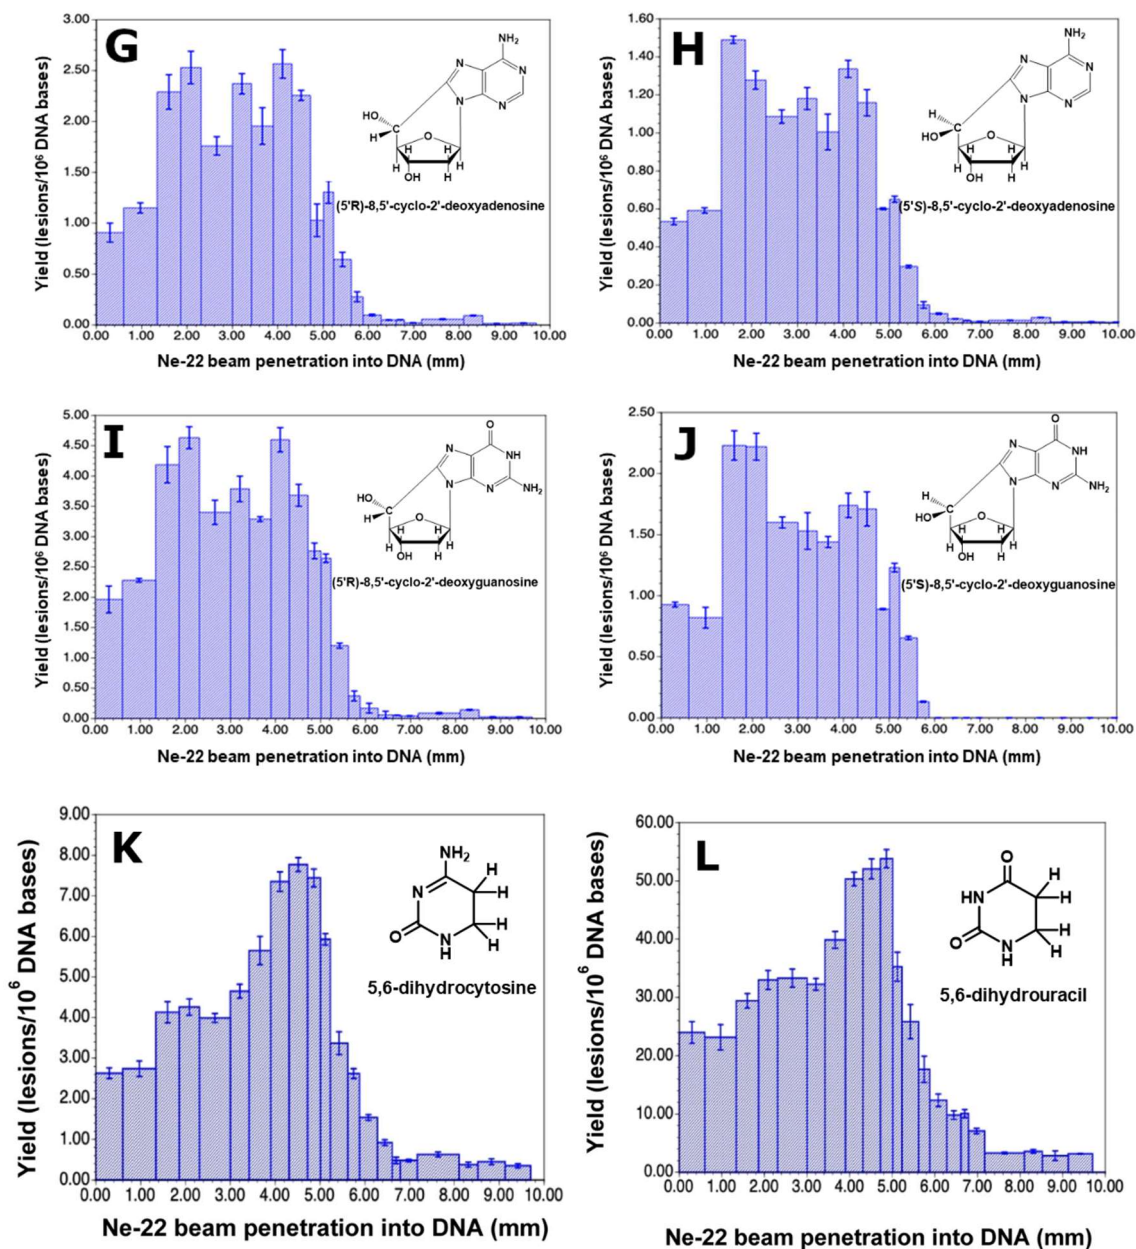 G
Yield (lesions/10⁶ DNA bases)
3.00
2.50
2.00
1.50
1.00
0.50
0.00
0.00 1.00 2.00 3.00 4.00 5.00 6.00 7.00 8.00 9.00 10.00
Ne-22 beam penetration into DNA (mm)
NH₂
N
N
N
N
HO
C
H
O
H
H
H
H
OH
(5'R)-8,5'-cyclo-2'-deoxyadenosine
H
Yield (lesions/10⁶ DNA bases)
1.60
1.40
1.20
1.00
0.80
0.60
0.40
0.20
0.00
0.00 1.00 2.00 3.00 4.00 5.00 6.00 7.00 8.00 9.00 10.00
Ne-22 beam penetration into DNA (mm)
NH₂
N
N
N
N
H
C
HO
O
H
H
H
H
OH
(5'S)-8,5'-cyclo-2'-deoxyadenosine
I
Yield (lesions/10⁶ DNA bases)
5.00
4.50
4.00
3.50
3.00
2.50
2.00
1.50
1.00
0.50
0.00
0.00 1.00 2.00 3.00 4.00 5.00 6.00 7.00 8.00 9.00 10.00
Ne-22 beam penetration into DNA (mm)
O
N
NH
N
N
NH₂
HO
C
H
O
H
H
H
H
OH
(5'R)-8,5'-cyclo-2'-deoxyguanosine
J
Yield (lesions/10⁶ DNA bases)
2.50
2.00
1.50
1.00
0.50
0.00
0.00 1.00 2.00 3.00 4.00 5.00 6.00 7.00 8.00 9.00 10.00
Ne-22 beam penetration into DNA (mm)
O
N
NH
N
N
NH₂
H
C
HO
O
H
H
H
H
OH
(5'S)-8,5'-cyclo-2'-deoxyguanosine
K
Yield (lesions/10⁶ DNA bases)
9.00
8.00
7.00
6.00
5.00
4.00
3.00
2.00
1.00
0.00
0.00 1.00 2.00 3.00 4.00 5.00 6.00 7.00 8.00 9.00 10.00
Ne-22 beam penetration into DNA (mm)
NH₂
H
N
H
H
O
N
H
H
5,6-dihydrocytosine
L
Yield (lesions/10⁶ DNA bases)
60.00
50.00
40.00
30.00
20.00
10.00
0.00
0.00 1.00 2.00 3.00 4.00 5.00 6.00 7.00 8.00 9.00 10.00
Ne-22 beam penetration into DNA (mm)
O
H
HN
H
H
O
N
H
H
5,6-dihydrouracil